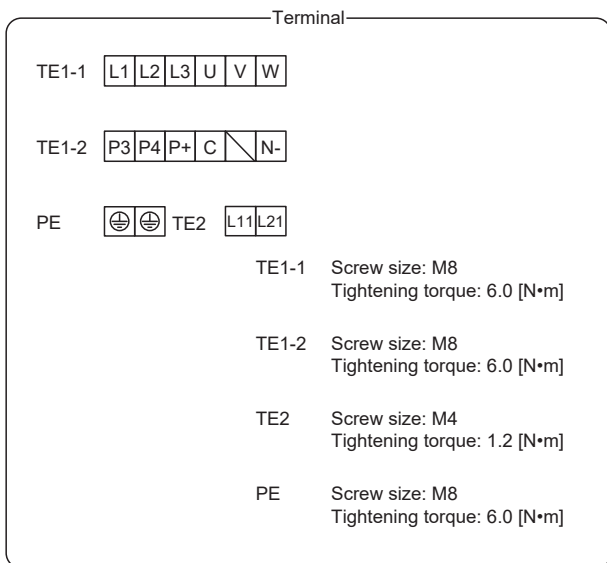 Terminal
TE1-1 L1 L2 L3 U V W
TE1-2 P3 P4 P+ C N-
PE TE2 L11 L21
TE1-1 Screw size: M8
Tightening torque: 6.0 [N•m]
TE1-2 Screw size: M8
Tightening torque: 6.0 [N•m]
TE2 Screw size: M4
Tightening torque: 1.2 [N•m]
PE Screw size: M8
Tightening torque: 6.0 [N•m]